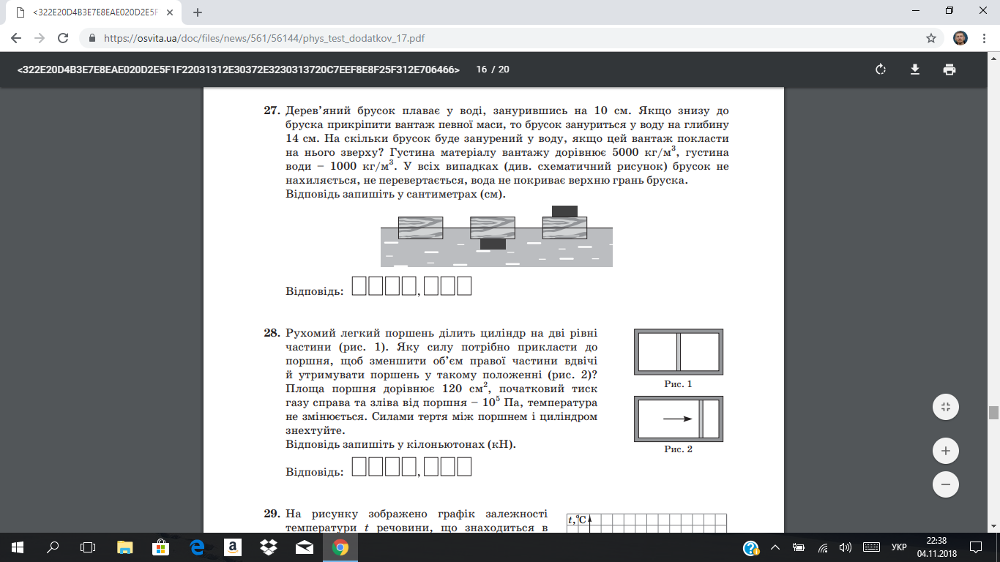 <322E20D4B3E7E8EAE020D2E5F
https://osvita.ua/doc/files/news/561/56144/phys_test_dodatkov_17.pdf
<322E20D4B3E7E8EAE020D2E5F1F22031312E30372E3230313720C7EEF8E8F25F312E706466> 16 / 20
27. Дерев’яний брусок плаває у воді, занурившись на 10 см. Якщо знизу до
бруска прикріпити вантаж певної маси, то брусок зануриться у воду на глибину
14 см. На скільки брусок буде занурений у воду, якщо цей вантаж покласти
на нього зверху? Густина матеріалу вантажу дорівнює 5000 кг/м³, густина
води – 1000 кг/м³. У всіх випадках (див. схематичний рисунок) брусок не
нахиляється, не перевертається, вода не покриває верхню грань бруска.
Відповідь запишіть у сантиметрах (см).
Відповідь: ,
28. Рухомий легкий поршень ділить циліндр на дві рівні
частини (рис. 1). Яку силу потрібно прикласти до
поршня, щоб зменшити об’єм правої частини вдвічі
й утримувати поршень у такому положенні (рис. 2)?
Площа поршня дорівнює 120 см², початковий тиск
газу справа та зліва від поршня – 10⁵ Па, температура
не змінюється. Силами тертя між поршнем і циліндром
знехтуйте.
Відповідь запишіть у кілоньютонах (кН).
Рис. 1
Рис. 2
Відповідь: ,
29. На рисунку зображено графік залежності
температури t речовини, що знаходиться в
t,°C
УКР
22:38
04.11.2018